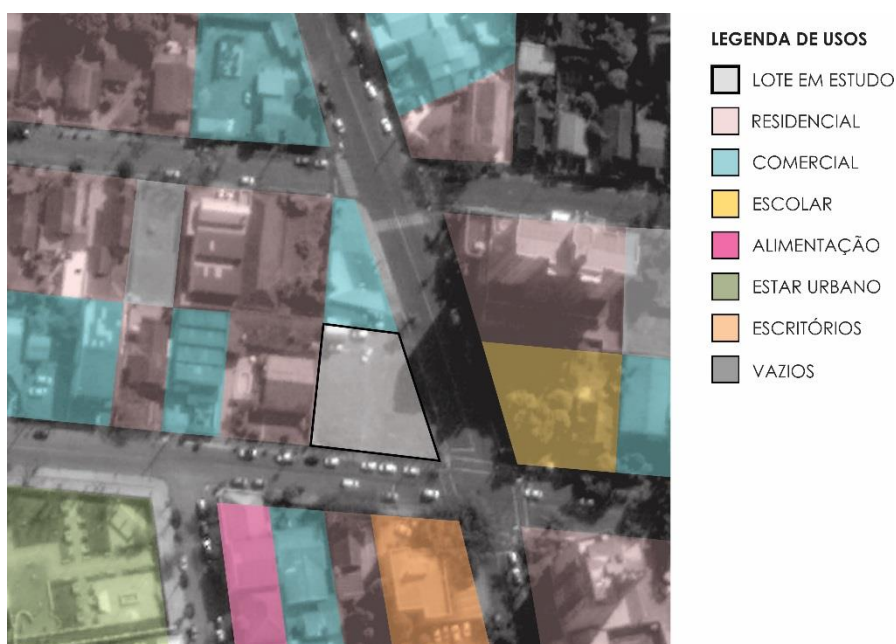 LEGENDA DE USOS
LOTE EM ESTUDO
RESIDENCIAL
COMERCIAL
ESCOLAR
ALIMENTAÇÃO
ESTAR URBANO
ESCRITÓRIOS
VAZIOS